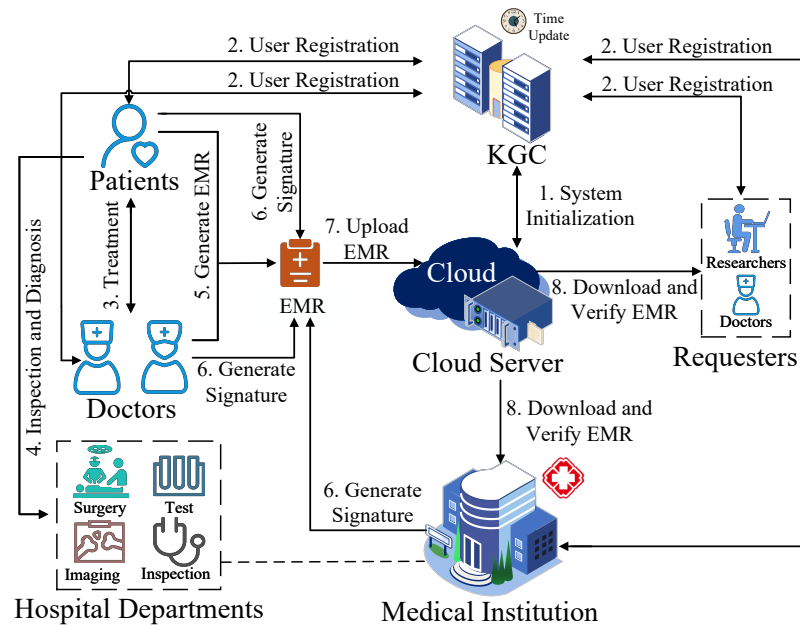 Time
Update
2. User Registration
2. User Registration
2. User Registration
2. User Registration
KGC
Patients
6. Generate
Signature
5. Generate EMR
3. Treatment
4. Inspection and Diagnosis
1. System
Initialization
7. Upload
EMR
EMR
Cloud
Cloud Server
8. Download and
Verify EMR
Researchers
Doctors
Requesters
Doctors
6. Generate
Signature
8. Download and
Verify EMR
6. Generate
Signature
Surgery
Test
Imaging
Inspection
Hospital Departments
Medical Institution